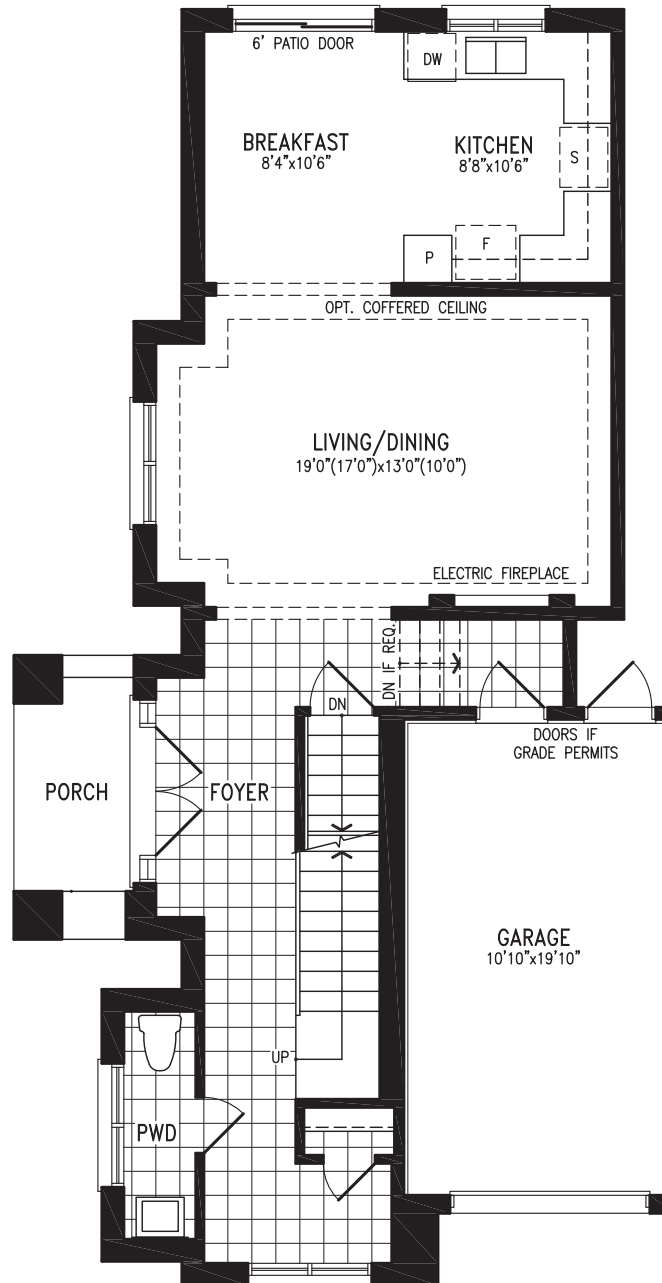 6' PATIO DOOR
DW
BREAKFAST
8'4"x10'6"
KITCHEN
8'8"x10'6"
S
P
F
OPT. COFFERED CEILING
LIVING/DINING
19'0"(17'0")x13'0"(10'0")
ELECTRIC FIREPLACE
DN IF REQ.
DN
DOORS IF
GRADE PERMITS
PORCH
FOYER
GARAGE
10'10"x19'10"
UP
PWD